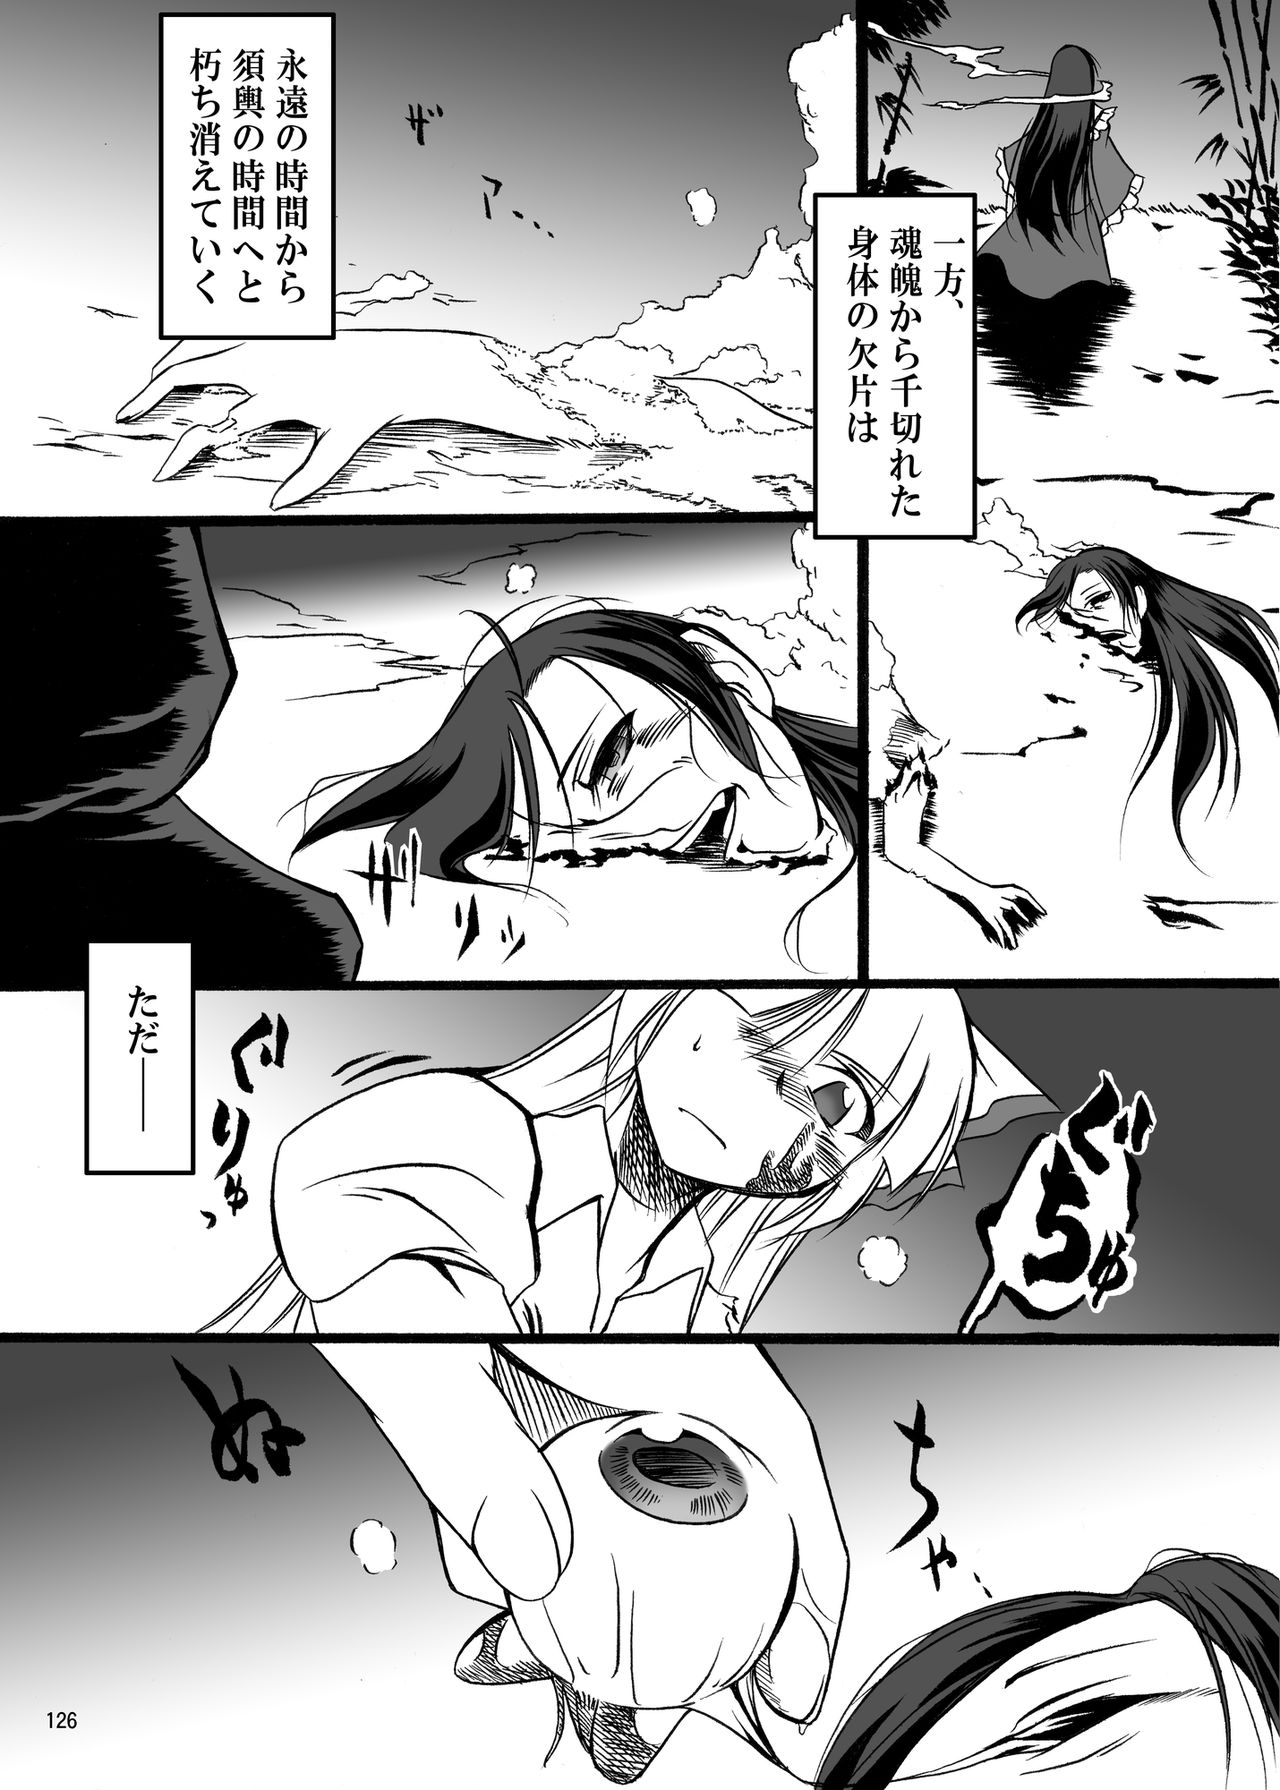 一方、
魂魄から千切れた
身体の欠片は
永遠の時間から
須臾の時間へと
朽ち消えていく
ザ
ァ・・・
ザリッ
ただ――
ぐちゅ
ぐりゅっ
ちゃ…
ぬ
126